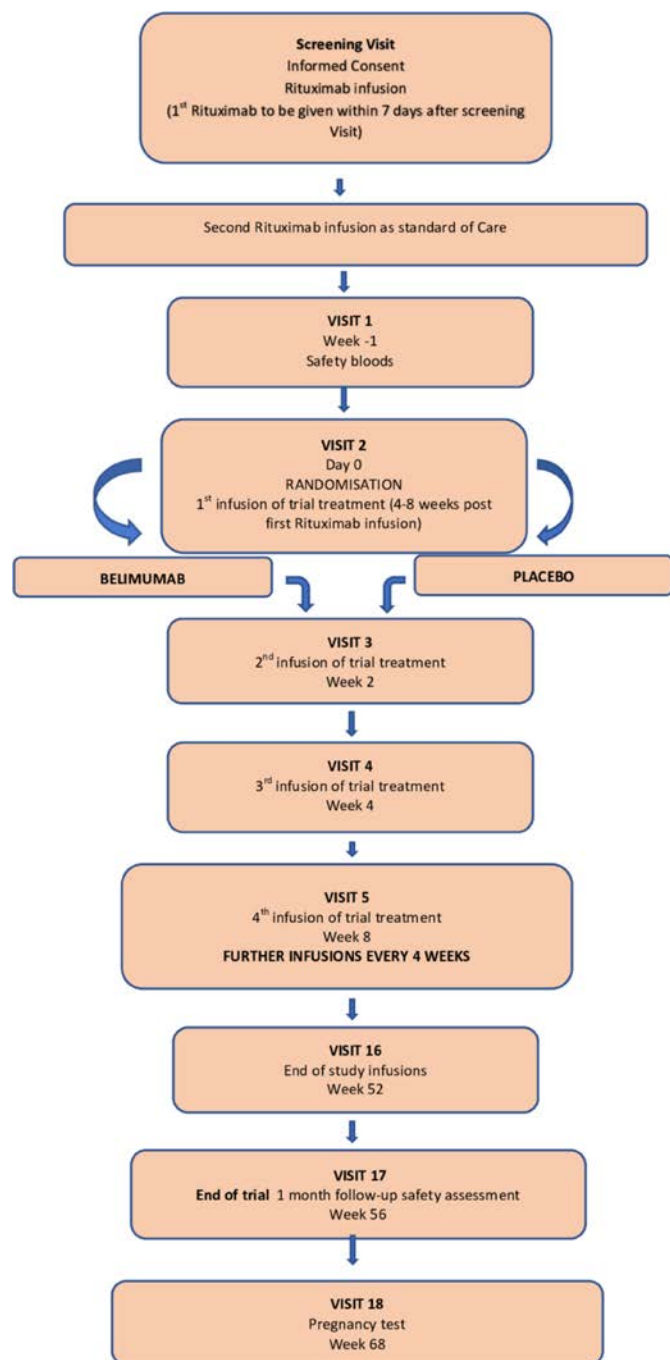 Screening Visit
Informed Consent
Rituximab infusion
(1st Rituximab to be given within 7 days after screening
Visit)
Second Rituximab infusion as standard of Care
VISIT 1
Week -1
Safety bloods
VISIT 2
Day 0
RANDOMISATION
1st infusion of trial treatment (4-8 weeks post
first Rituximab infusion)
BELIMUMAB
PLACEBO
VISIT 3
2nd infusion of trial treatment
Week 2
VISIT 4
3rd infusion of trial treatment
Week 4
VISIT 5
4th infusion of trial treatment
Week 8
FURTHER INFUSIONS EVERY 4 WEEKS
VISIT 16
End of study infusions
Week 52
VISIT 17
End of trial 1 month follow-up safety assessment
Week 56
VISIT 18
Pregnancy test
Week 68